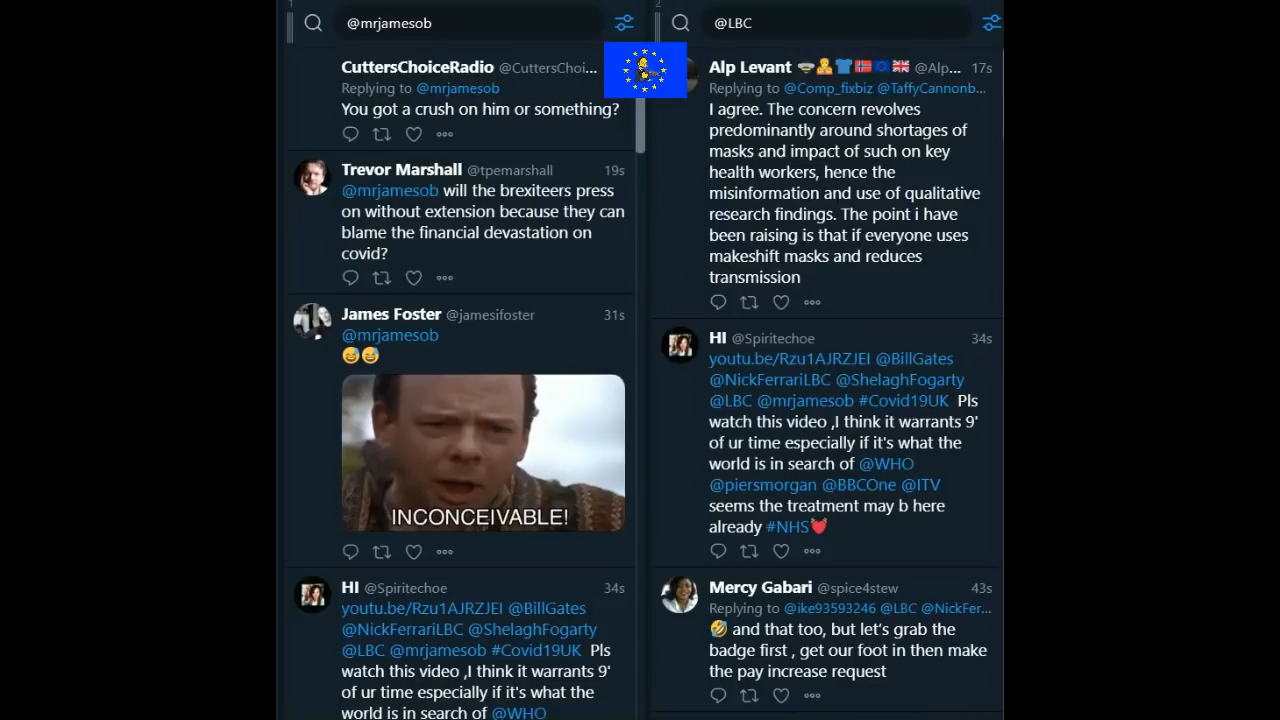 1
@mrjamesob
CuttersChoiceRadio @CuttersChoi...
Replying to @mrjamesob
You got a crush on him or something?
Trevor Marshall @tpemarshall 19s
@mrjamesob will the brexiteers press
on without extension because they can
blame the financial devastation on
covid?
James Foster @jamesifoster 31s
@mrjamesob
😅😅
INCONCEIVABLE!
HI @Spiritechoe 34s
youtu.be/Rzu1AJRZJEI @BillGates
@NickFerrariLBC @ShelaghFogarty
@LBC @mrjamesob #Covid19UK Pls
watch this video ,I think it warrants 9'
of ur time especially if it's what the
world is in search of @WHO
2
@LBC
Alp Levant @Alp... 17s
Replying to @Comp_fixbiz @TaffyCannonb...
I agree. The concern revolves
predominantly around shortages of
masks and impact of such on key
health workers, hence the
misinformation and use of qualitative
research findings. The point i have
been raising is that if everyone uses
makeshift masks and reduces
transmission
HI @Spiritechoe 34s
youtu.be/Rzu1AJRZJEI @BillGates
@NickFerrariLBC @ShelaghFogarty
@LBC @mrjamesob #Covid19UK Pls
watch this video ,I think it warrants 9'
of ur time especially if it's what the
world is in search of @WHO
@piersmorgan @BBCOne @ITV
seems the treatment may b here
already #NHS💓
Mercy Gabari @spice4stew 43s
Replying to @ike93593246 @LBC @NickFer...
🤣 and that too, but let's grab the
badge first , get our foot in then make
the pay increase request